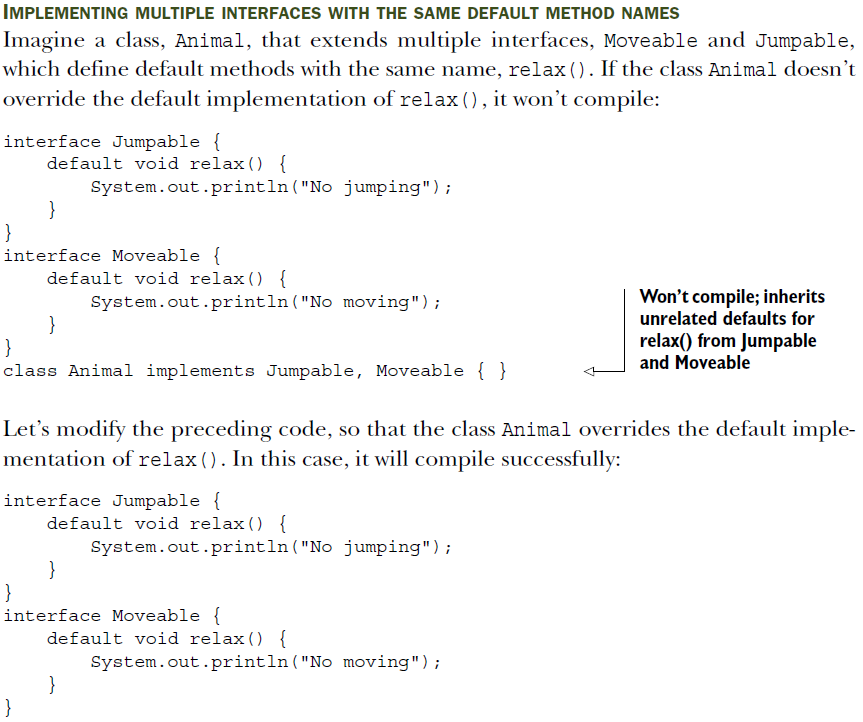 IMPLEMENTING MULTIPLE INTERFACES WITH THE SAME DEFAULT METHOD NAMES
Imagine a class, Animal, that extends multiple interfaces, Moveable and Jumpable,
which define default methods with the same name, relax(). If the class Animal doesn't
override the default implementation of relax(), it won't compile:
interface Jumpable {
    default void relax() {
        System.out.println("No jumping");
    }
}
interface Moveable {
    default void relax() {
        System.out.println("No moving");
    }
}
class Animal implements Jumpable, Moveable { }
Won't compile; inherits
unrelated defaults for
relax() from Jumpable
and Moveable
Let's modify the preceding code, so that the class Animal overrides the default imple-
mentation of relax(). In this case, it will compile successfully:
interface Jumpable {
    default void relax() {
        System.out.println("No jumping");
    }
}
interface Moveable {
    default void relax() {
        System.out.println("No moving");
    }
}